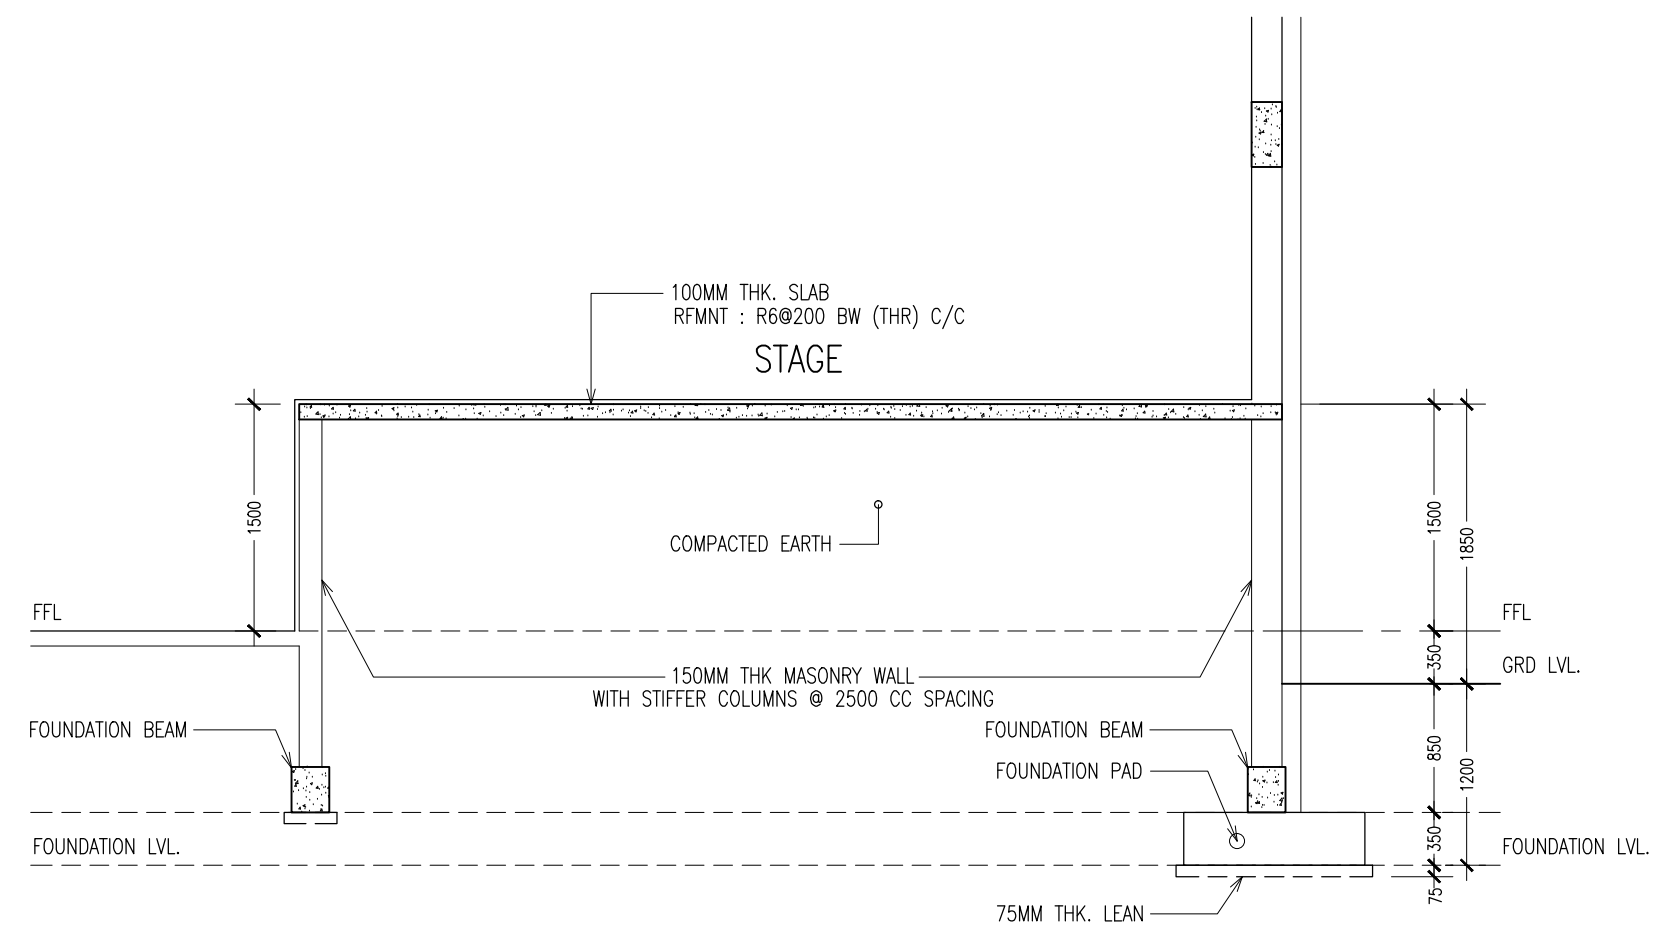 100MM THK. SLAB
RFMNT : R6@200 BW (THR) C/C
STAGE
1500
1500
1850
COMPACTED EARTH
FFL
FFL
350
GRD LVL.
150MM THK MASONRY WALL
WITH STIFFER COLUMNS @ 2500 CC SPACING
FOUNDATION BEAM
FOUNDATION BEAM
850
FOUNDATION PAD
1200
FOUNDATION LVL.
350
FOUNDATION LVL.
75
75MM THK. LEAN